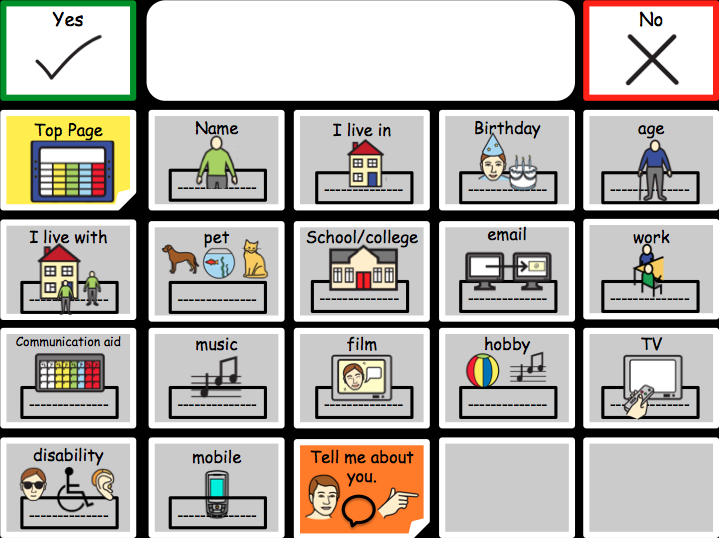 Yes
No
Top Page
Name
I live in
Birthday
age
I live with
pet
School/college
email
work
Communication aid
music
film
hobby
TV
disability
mobile
Tell me about
you.